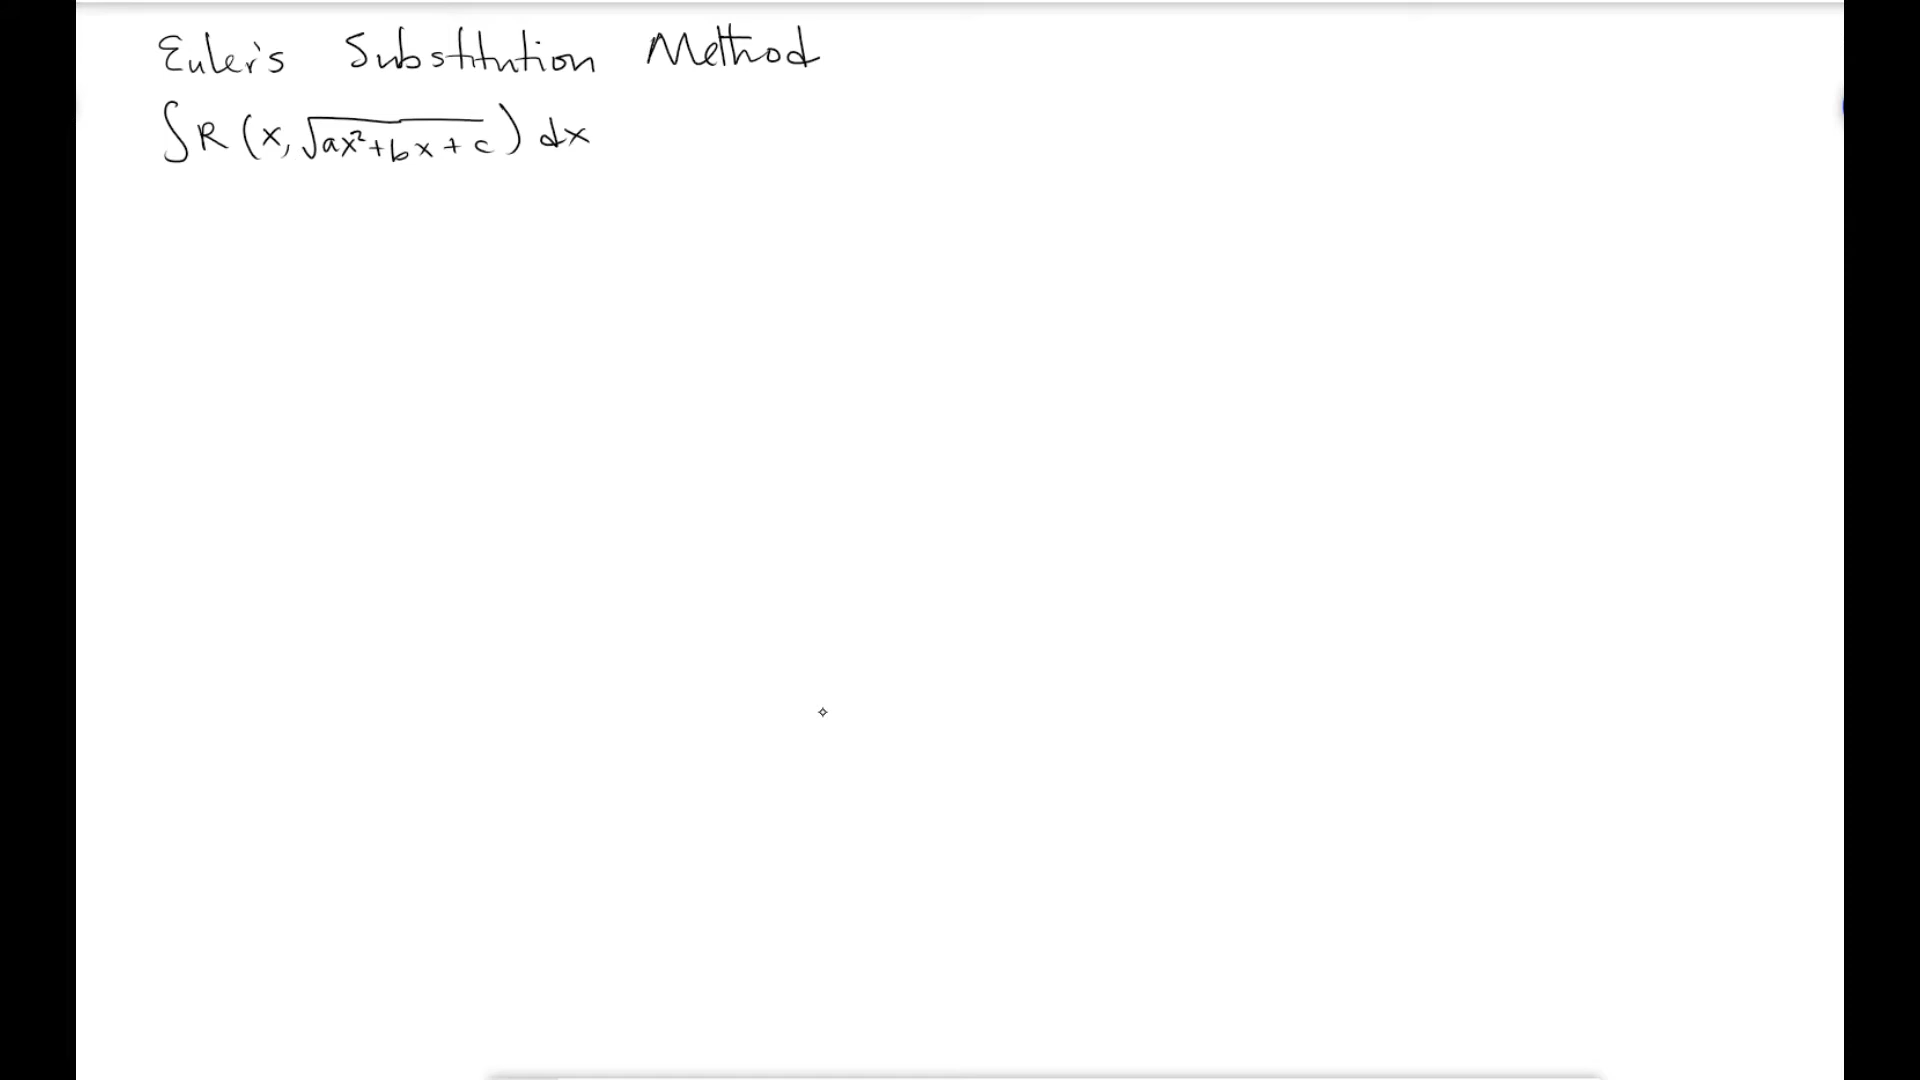 Euler's Substitution Method
∫R(x,√ax²+bx+c) dx